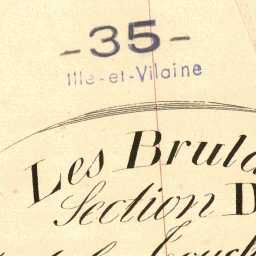 -35-
Ille-et-Vilaine
Les Brula
Section D